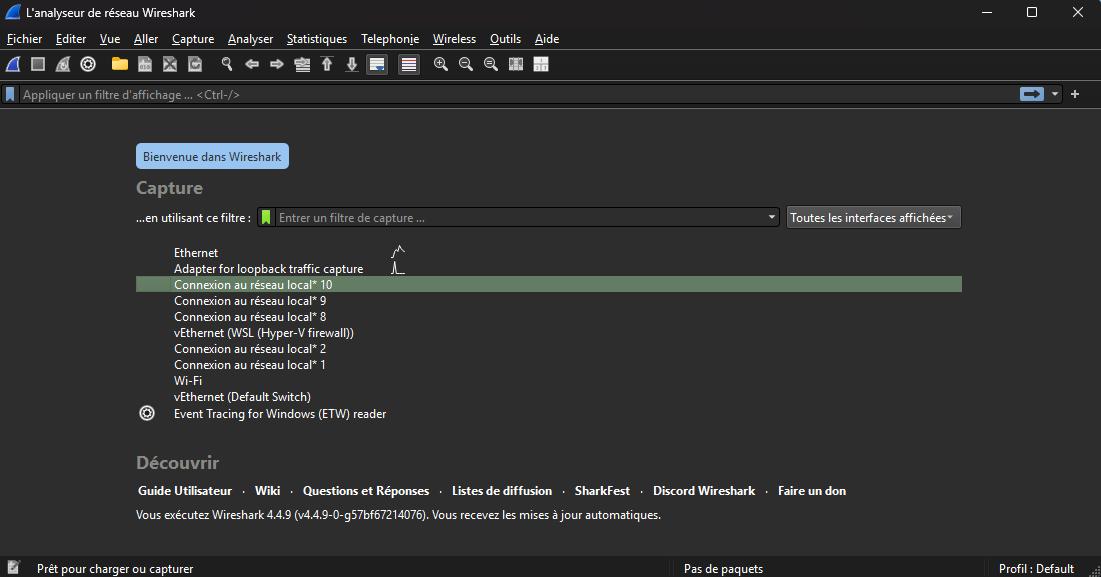 L'analyseur de réseau Wireshark
Fichier Editer Vue Aller Capture Analyser Statistiques Telephonie Wireless Outils Aide
Appliquer un filtre d'affichage ... <Ctrl-/>
Bienvenue dans Wireshark
Capture
...en utilisant ce filtre : Entrer un filtre de capture ... Toutes les interfaces affichées
Ethernet
Adapter for loopback traffic capture
Connexion au réseau local* 10
Connexion au réseau local* 9
Connexion au réseau local* 8
vEthernet (WSL (Hyper-V firewall))
Connexion au réseau local* 2
Connexion au réseau local* 1
Wi-Fi
vEthernet (Default Switch)
Event Tracing for Windows (ETW) reader
Découvrir
Guide Utilisateur · Wiki · Questions et Réponses · Listes de diffusion · SharkFest · Discord Wireshark · Faire un don
Vous exécutez Wireshark 4.4.9 (v4.4.9-0-g57bf67214076). Vous recevez les mises à jour automatiques.
Prêt pour charger ou capturer Pas de paquets Profil : Default